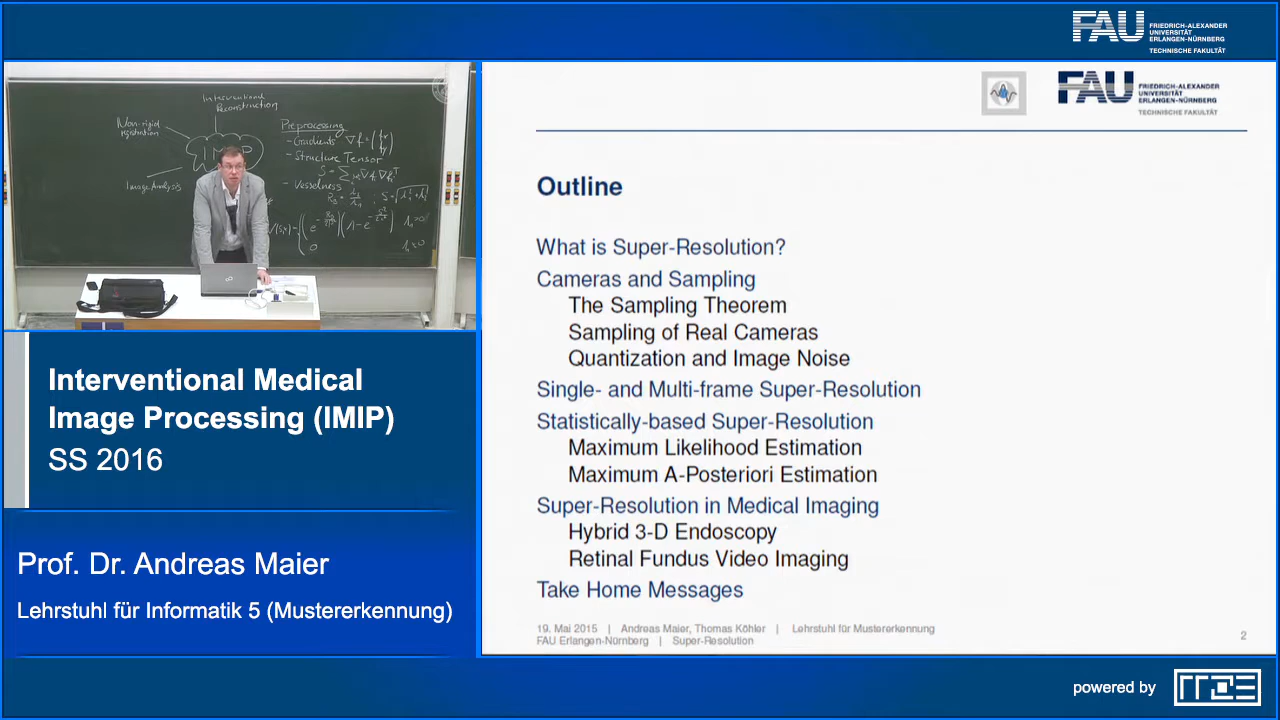 FAU FRIEDRICH-ALEXANDER
UNIVERSITÄT
ERLANGEN-NÜRNBERG
TECHNISCHE FAKULTÄT
Interventional
Reconstruction
Non-rigid
registration
Image Analysis
Preprocessing
- Gradients
- Structure Tensor
- Vesselness
Interventional Medical
Image Processing (IMIP)
SS 2016
Prof. Dr. Andreas Maier
Lehrstuhl für Informatik 5 (Mustererkennung)
FAU FRIEDRICH-ALEXANDER
UNIVERSITÄT
ERLANGEN-NÜRNBERG
TECHNISCHE FAKULTÄT
Outline
What is Super-Resolution?
Cameras and Sampling
The Sampling Theorem
Sampling of Real Cameras
Quantization and Image Noise
Single- and Multi-frame Super-Resolution
Statistically-based Super-Resolution
Maximum Likelihood Estimation
Maximum A-Posteriori Estimation
Super-Resolution in Medical Imaging
Hybrid 3-D Endoscopy
Retinal Fundus Video Imaging
Take Home Messages
19. Mai 2015 | Andreas Maier, Thomas Köhler | Lehrstuhl für Mustererkennung
FAU Erlangen-Nürnberg | Super-Resolution
2
powered by